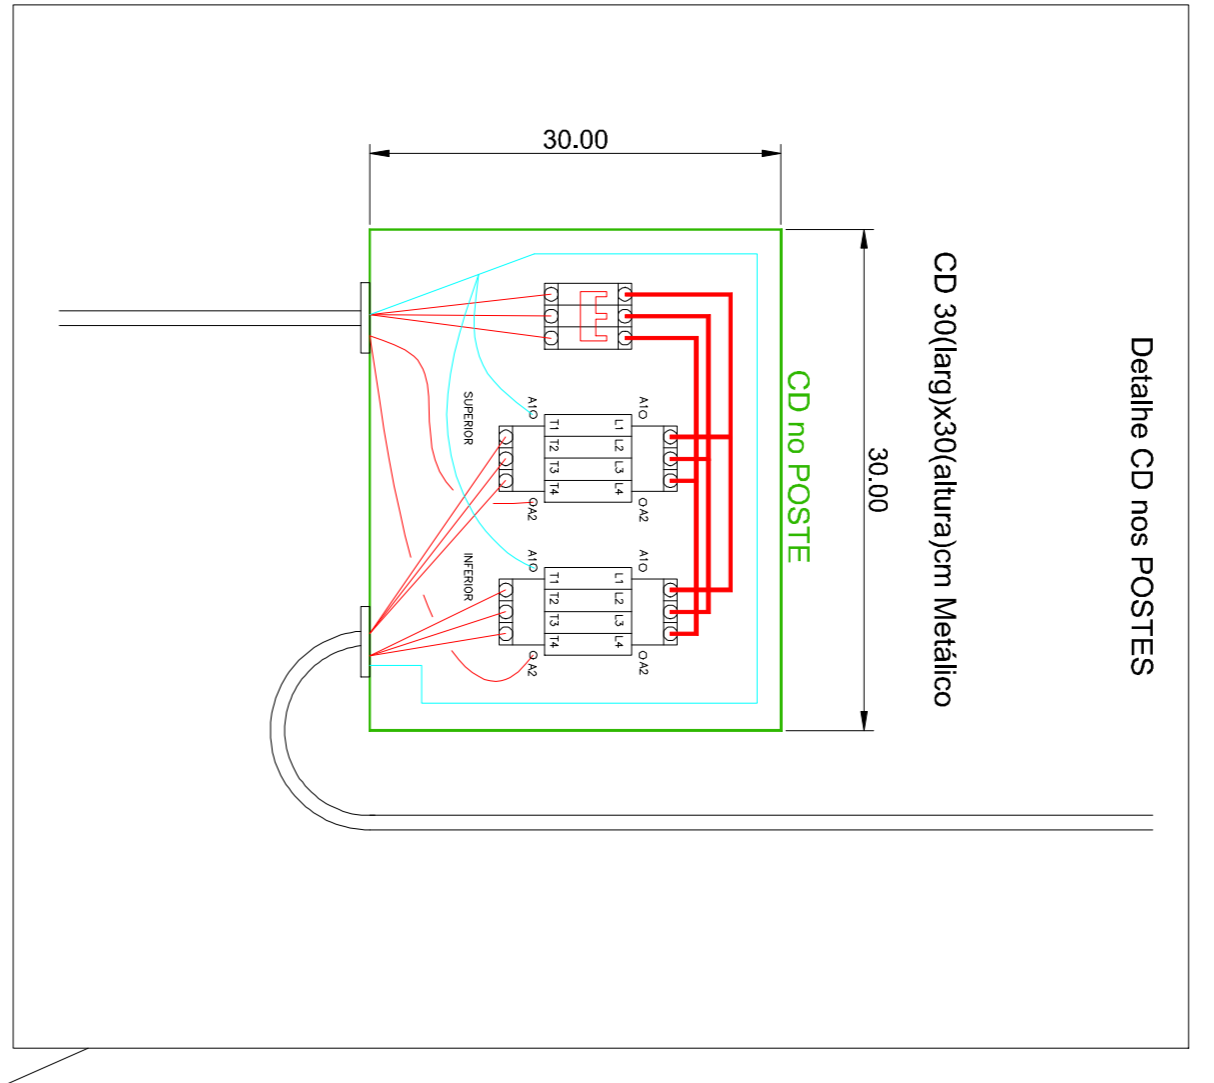 Detalhe CD nos POSTES
CD 30(larg)x30(altura)cm Metálico
30.00
30.00
CD no POSTE
SUPERIOR
A1
A1
T1
L1
T2
L2
T3
L3
T4
L4
A2
A2
INFERIOR
A1
A1
T1
L1
T2
L2
T3
L3
T4
L4
A2
A2